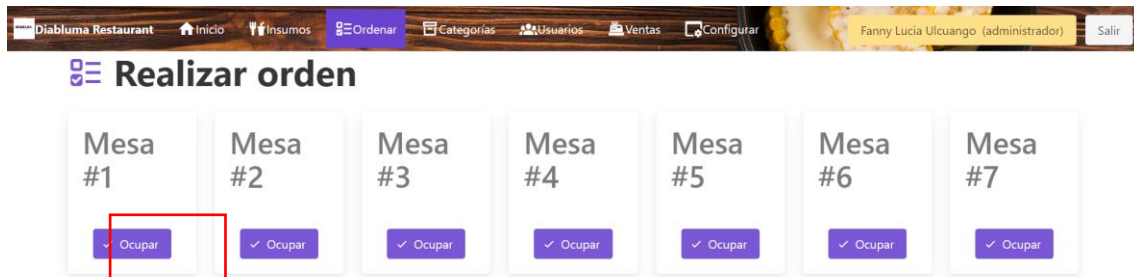 Diabluma Restaurant Inicio Insumos Ordenar Categorías Usuarios Ventas Configurar Fanny Lucia Ulcuango (administrador) Salir
Realizar orden
Mesa #1
Mesa #2
Mesa #3
Mesa #4
Mesa #5
Mesa #6
Mesa #7
Ocupar Ocupar Ocupar Ocupar Ocupar Ocupar Ocupar